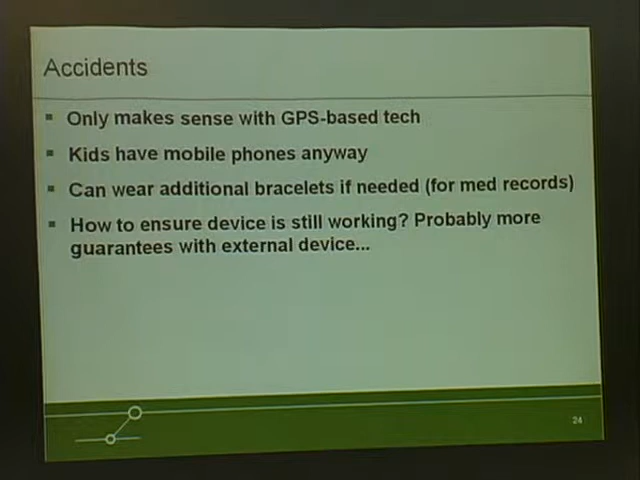 Accidents
Only makes sense with GPS-based tech
Kids have mobile phones anyway
Can wear additional bracelets if needed (for med records)
How to ensure device is still working? Probably more
guarantees with external device...
24